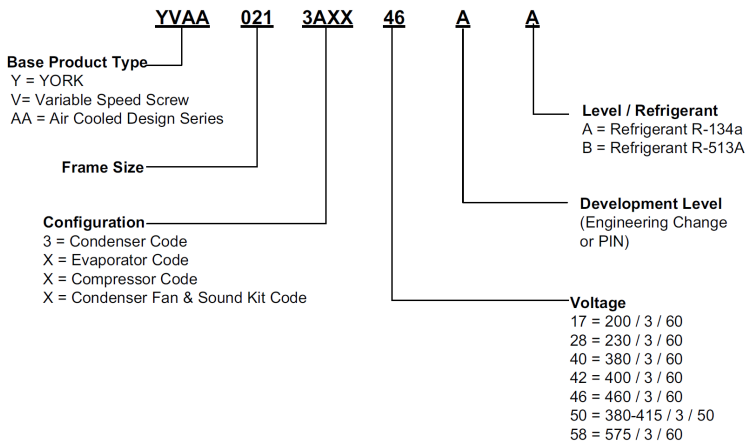 YVAA 021 3AXX 46 A A
Base Product Type
Y = YORK
V= Variable Speed Screw
AA = Air Cooled Design Series
Frame Size
Configuration
3 = Condenser Code
X = Evaporator Code
X = Compressor Code
X = Condenser Fan & Sound Kit Code
Level / Refrigerant
A = Refrigerant R-134a
B = Refrigerant R-513A
Development Level
(Engineering Change
or PIN)
Voltage
17 = 200 / 3 / 60
28 = 230 / 3 / 60
40 = 380 / 3 / 60
42 = 400 / 3 / 60
46 = 460 / 3 / 60
50 = 380-415 / 3 / 50
58 = 575 / 3 / 60